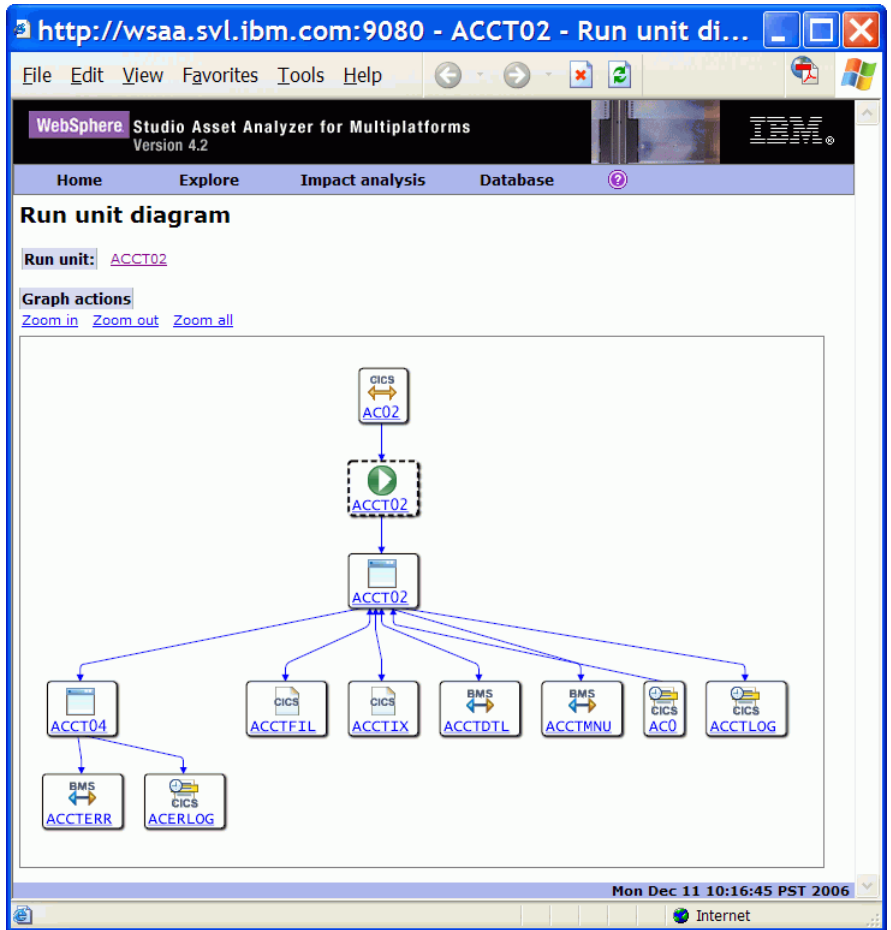 http://wsaa.svl.ibm.com:9080 - ACCT02 - Run unit di...
File Edit View Favorites Tools Help
WebSphere. Studio Asset Analyzer for Multiplatforms
Version 4.2
IBM®
Home Explore Impact analysis Database ?
Run unit diagram
Run unit: ACCT02
Graph actions
Zoom in Zoom out Zoom all
CICS
AC02
ACCT02
ACCT02
ACCT04
CICS
ACCTFIL
CICS
ACCTIX
BMS
ACCTDTL
BMS
ACCTMNU
CICS
AC0
CICS
ACCTLOG
BMS
ACCTERR
CICS
ACERLOG
Mon Dec 11 10:16:45 PST 2006
Internet